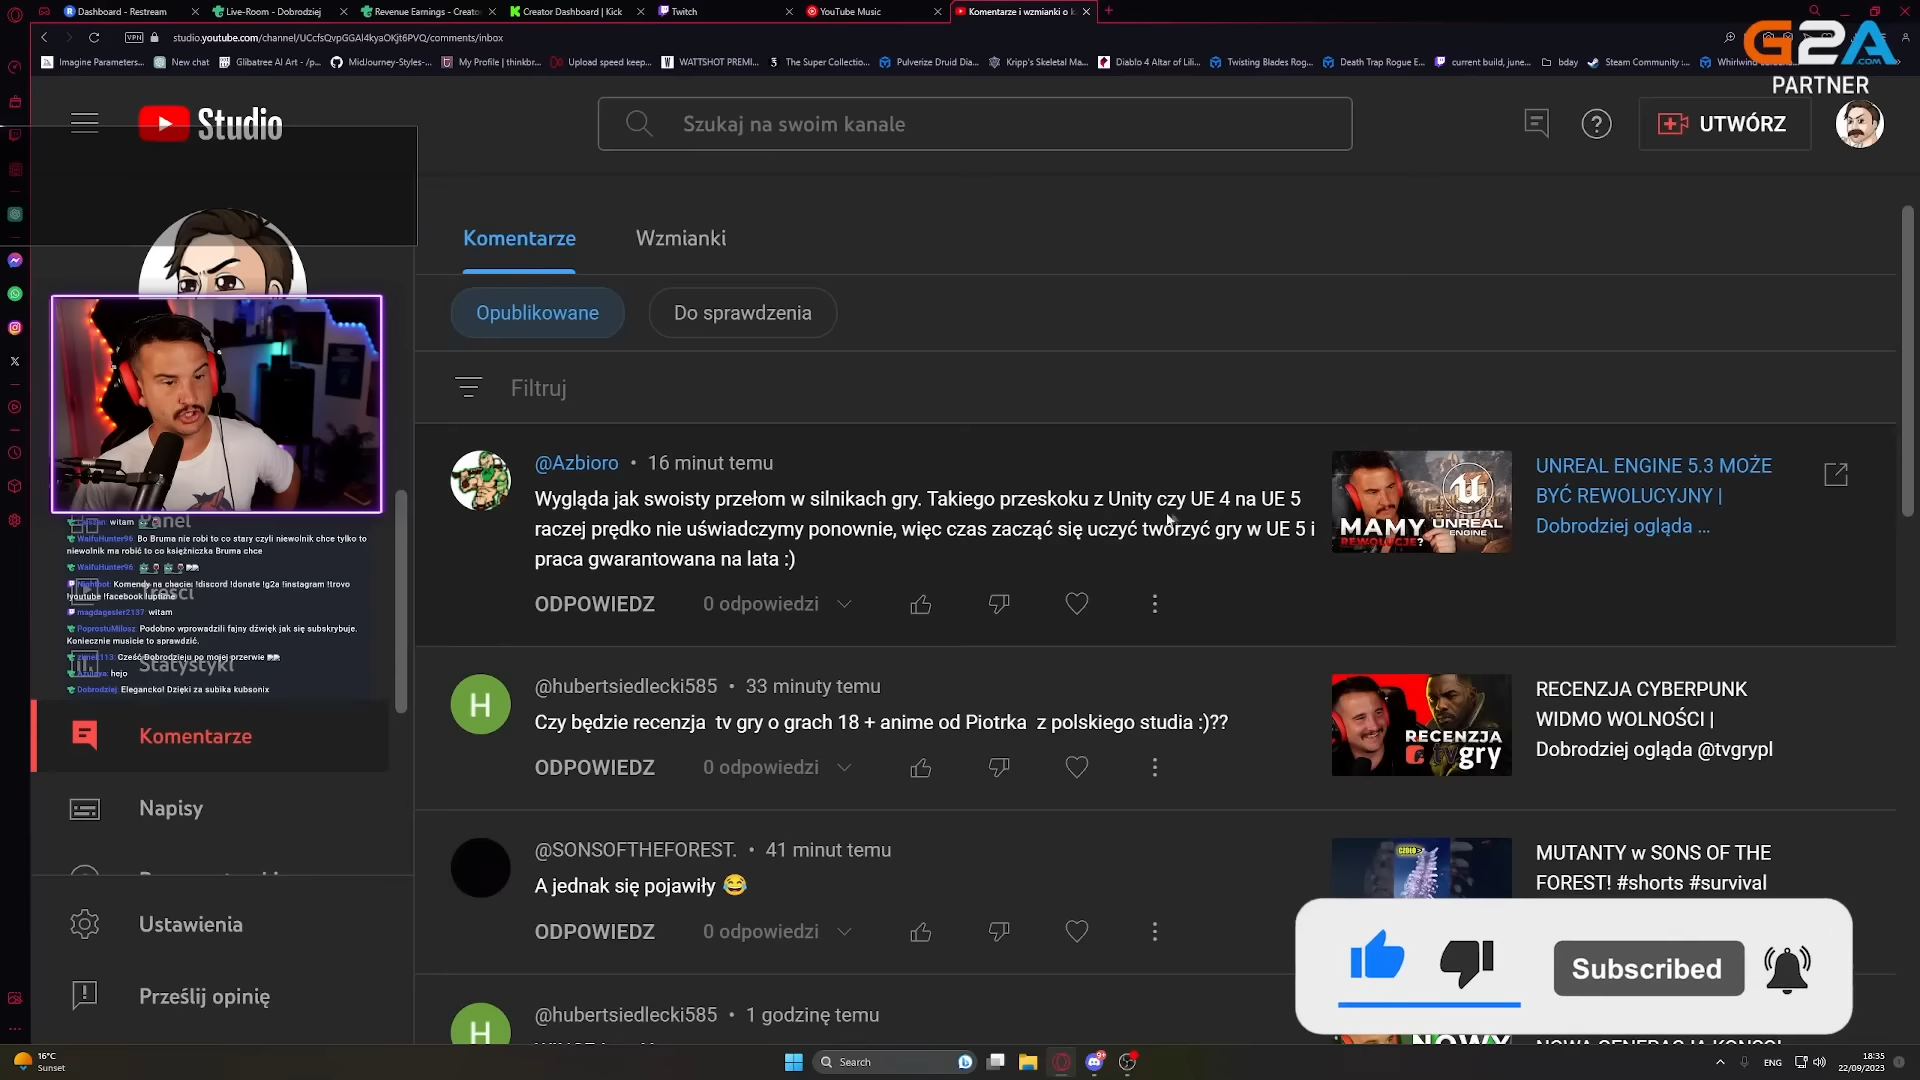 Dashboard - Restream
Live-Room - Dobrodziej
Revenue Earnings - Creato
Creator Dashboard | Kick
Twitch
YouTube Music
Komentarze i wzmianki o k
VPN
studio.youtube.com/channel/UCcfsQvpGGAl4kyaOKjt6PVQ/comments/inbox
Imagine Parameters...
New chat
Glibatree AI Art - /p...
MidJourney-Styles-...
My Profile | thinkbr...
Upload speed keep...
WATTSHOT PREMI...
The Super Collectio...
Pulverize Druid Dia...
Kripp's Skeletal Ma...
Diablo 4 Altar of Lili...
Twisting Blades Rog...
Death Trap Rogue E...
current build, june...
bday
Steam Community :...
Whirlwind
G2A
.COM
PARTNER
Studio
Szukaj na swoim kanale
UTWÓRZ
Komentarze
Wzmianki
Opublikowane
Do sprawdzenia
Filtruj
@Azbioro • 16 minut temu
Wygląda jak swoisty przełom w silnikach gry. Takiego przeskoku z Unity czy UE 4 na UE 5
raczej prędko nie uświadczymy ponownie, więc czas zacząć się uczyć tworzyć gry w UE 5 i
praca gwarantowana na lata :)
ODPOWIEDZ
0 odpowiedzi
MAMY
REWOLUCJE?
UNREAL
ENGINE
UNREAL ENGINE 5.3 MOŻE
BYĆ REWOLUCYJNY |
Dobrodziej ogląda ...
@hubertsiedlecki585 • 33 minuty temu
Czy będzie recenzja tv gry o grach 18 + anime od Piotrka z polskiego studia :)??
ODPOWIEDZ
0 odpowiedzi
RECENZJA
tv
gry
RECENZJA CYBERPUNK
WIDMO WOLNOŚCI |
Dobrodziej ogląda @tvgrypl
@SONSOFTHEFOREST. • 41 minut temu
A jednak się pojawiły 😂
ODPOWIEDZ
0 odpowiedzi
MUTANTY w SONS OF THE
FOREST! #shorts #survival
H
H
@hubertsiedlecki585 • 1 godzinę temu
NOWY
Subscribed
witam
Panel
WaifuHunter96: Bo Bruma nie robi to co stary czyli niewolnik chce tylko to
niewolnik ma robić to co księżniczka Bruma chce
WaifuHunter96:
Nightbot: Komendy na chacie: !discord !donate !g2a !instagram !trovo
!youtube !facebook !uptime
Treści
magdagesler2137: witam
PoprostuMilosz: Podobno wprowadzili fajny dźwięk jak się subskrybuje.
Koniecznie musicie to sprawdzić.
Cześć Dobrodzieju po mojej przerwie
Statystyki
hejo
Dobrodziej: Elegancko! Dzięki za subika kubsonix
Komentarze
Napisy
Ustawienia
Prześlij opinię
16°C
Sunset
Search
ENG
18:35
22/09/2023